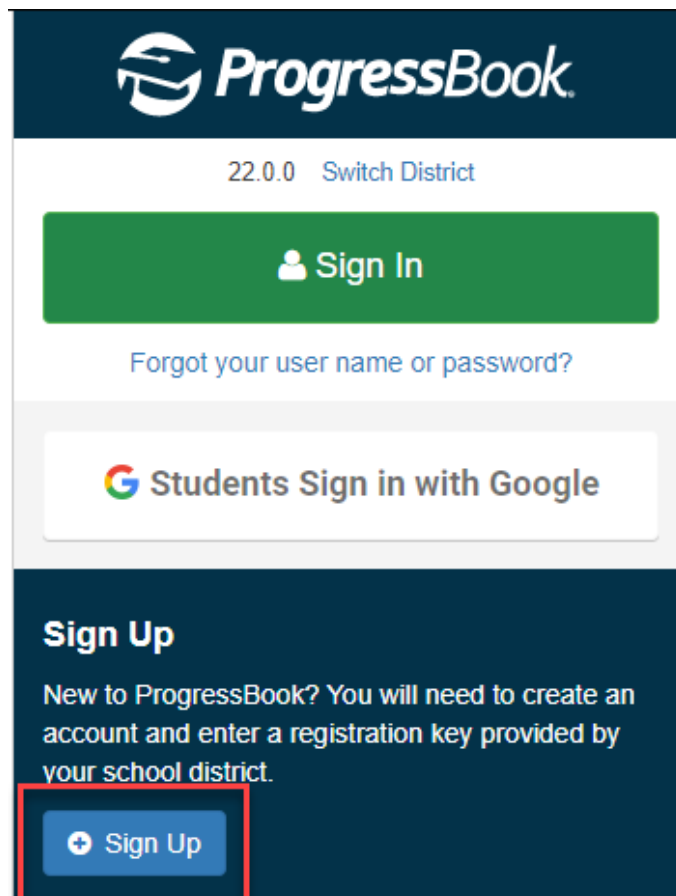 ProgressBook.
22.0.0 Switch District
Sign In
Forgot your user name or password?
Students Sign in with Google
Sign Up
New to ProgressBook? You will need to create an
account and enter a registration key provided by
your school district.
Sign Up